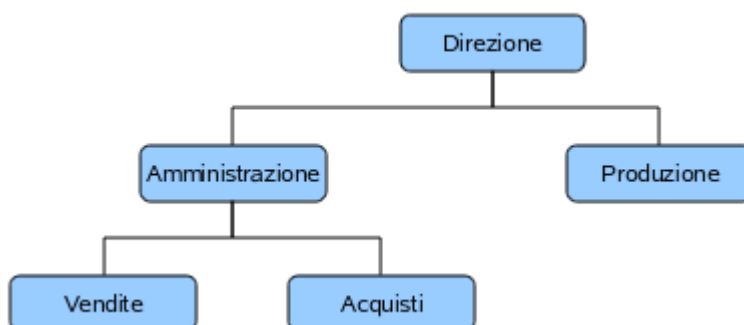 Direzione
Amministrazione
Produzione
Vendite
Acquisti